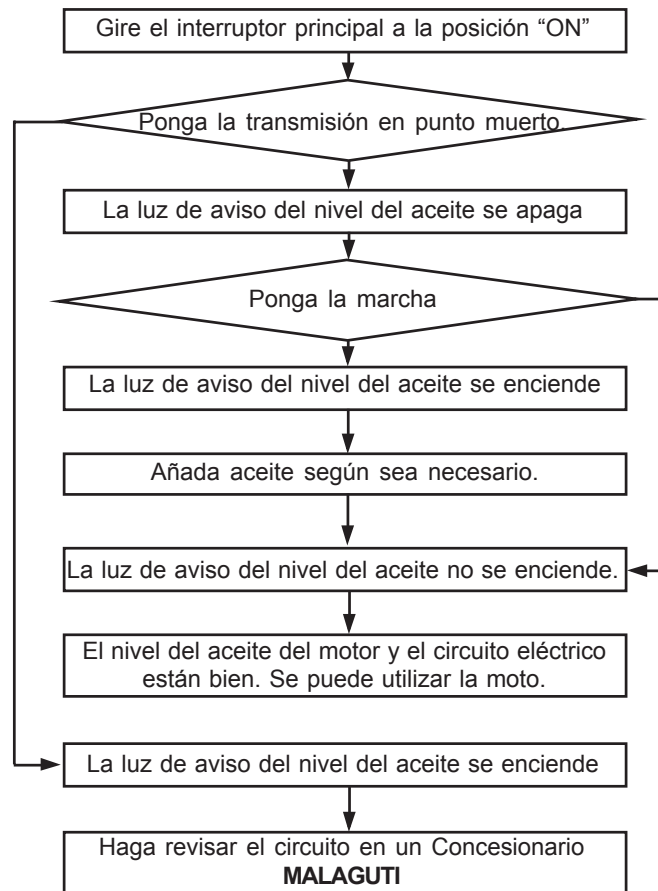 Gire el interruptor principal a la posición “ON”
Ponga la transmisión en punto muerto.
La luz de aviso del nivel del aceite se apaga
Ponga la marcha
La luz de aviso del nivel del aceite se enciende
Añada aceite según sea necesario.
La luz de aviso del nivel del aceite no se enciende.
El nivel del aceite del motor y el circuito eléctrico
están bien. Se puede utilizar la moto.
La luz de aviso del nivel del aceite se enciende
Haga revisar el circuito en un Concesionario
MALAGUTI